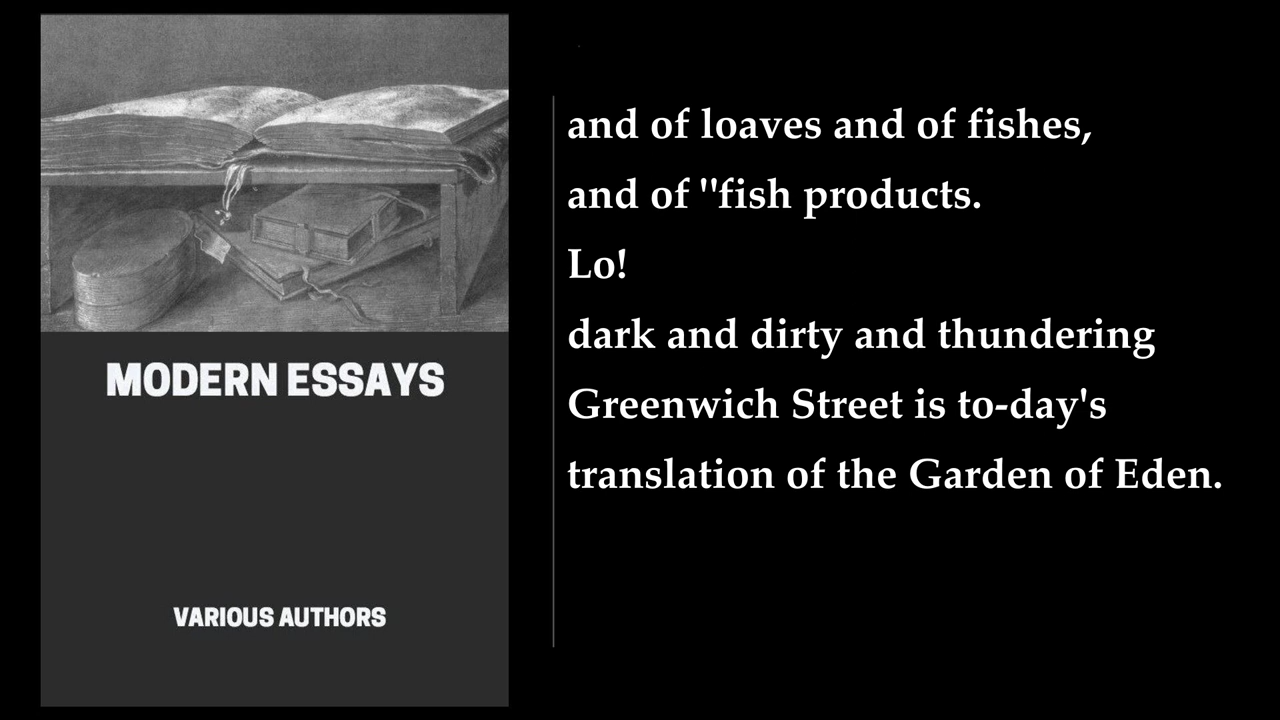 MODERN ESSAYS
VARIOUS AUTHORS
and of loaves and of fishes,
and of "fish products.
Lo!
dark and dirty and thundering
Greenwich Street is to-day's
translation of the Garden of Eden.